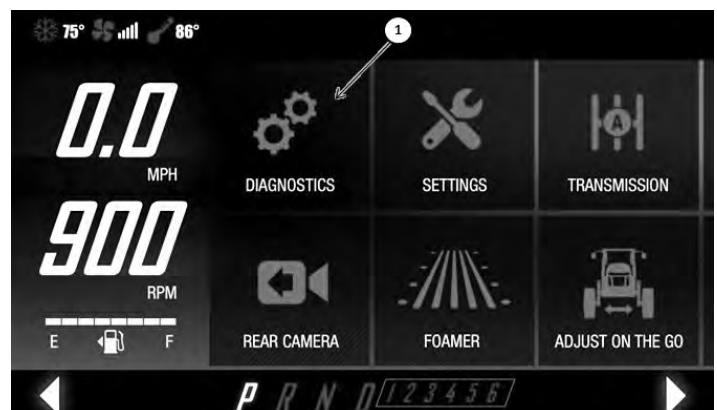 75° 86°
1
0.0
MPH
DIAGNOSTICS SETTINGS TRANSMISSION
900
RPM
E F
REAR CAMERA FOAMER ADJUST ON THE GO
A
P R N D 1 2 3 4 5 6